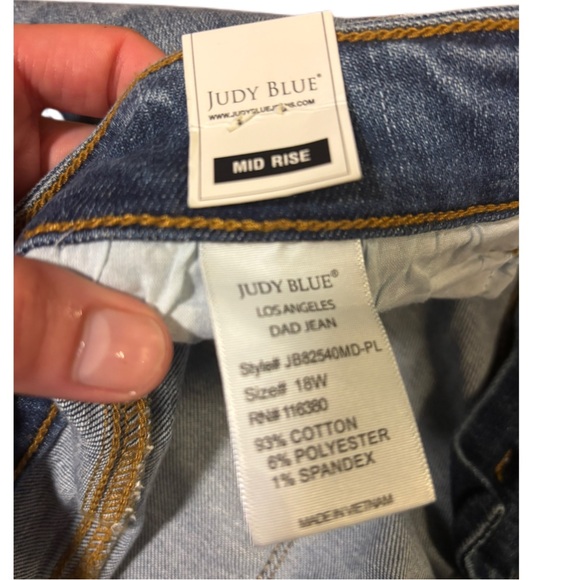 JUDY BLUE®
WWW.JUDYBLUEJEANS.COM
MID RISE
JUDY BLUE®
LOS ANGELES
DAD JEAN
Style# JB82540MD-PL
Size# 18W
RN# 116380
93% COTTON
6% POLYESTER
1% SPANDEX
MADE IN VIETNAM